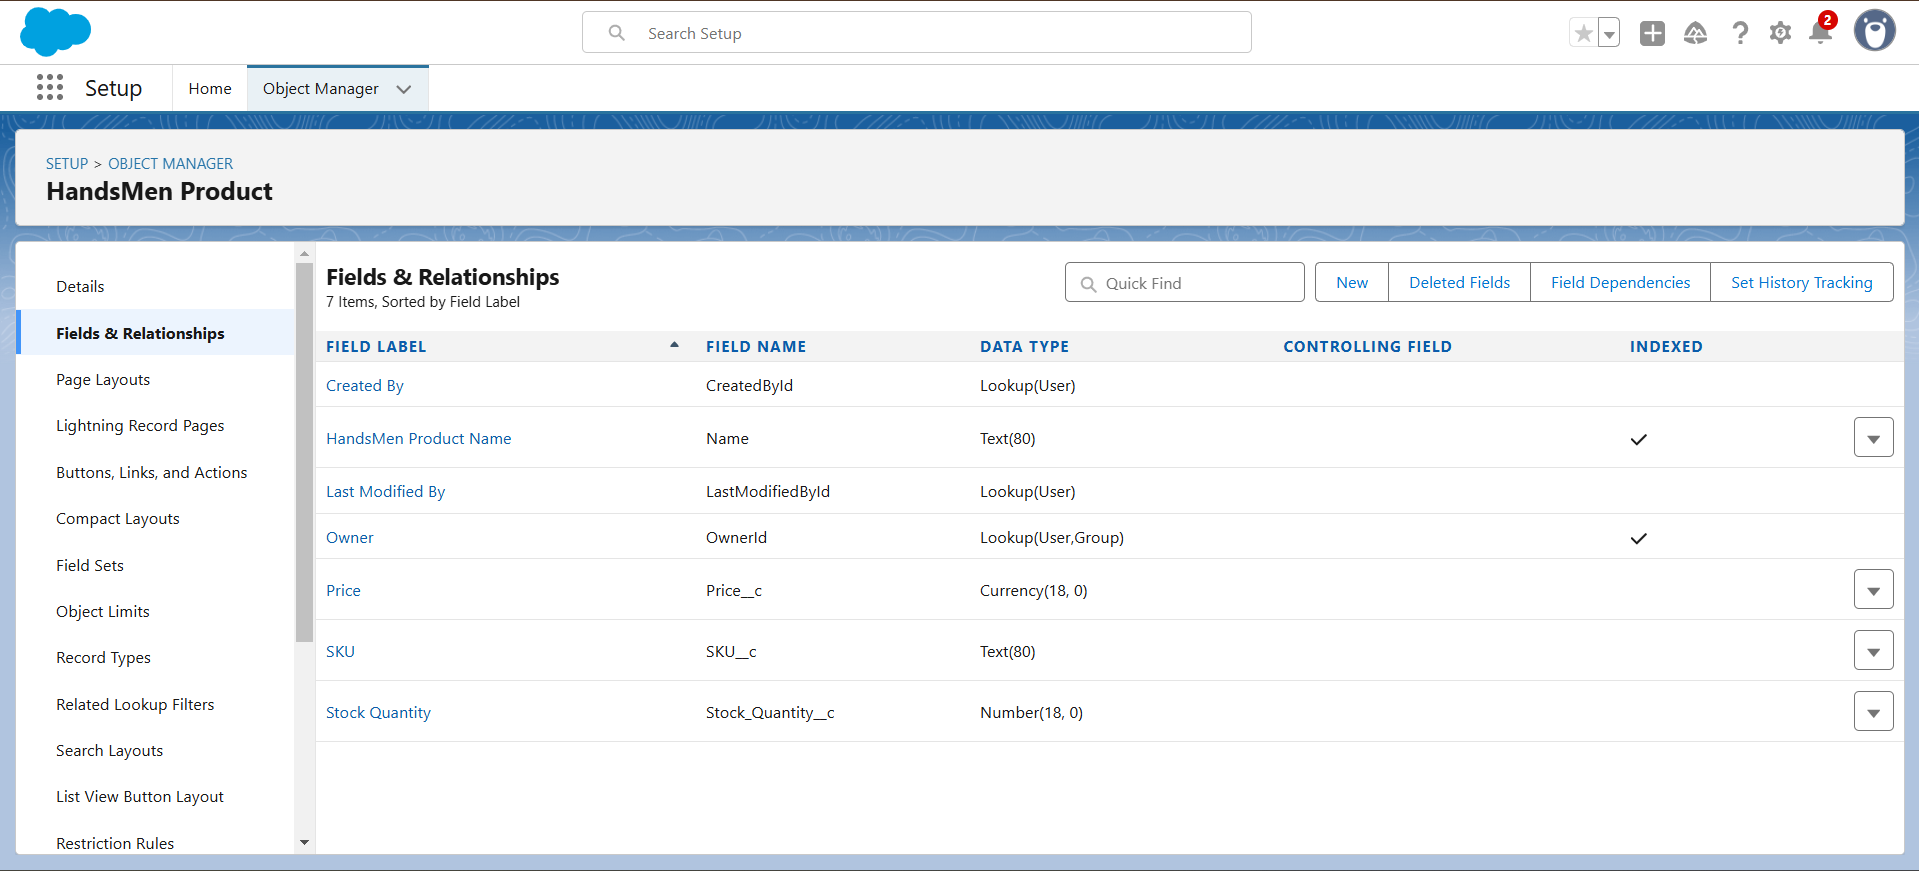 Search Setup
2
Setup
Home
Object Manager
SETUP > OBJECT MANAGER
HandsMen Product
Details
Fields & Relationships
Page Layouts
Lightning Record Pages
Buttons, Links, and Actions
Compact Layouts
Field Sets
Object Limits
Record Types
Related Lookup Filters
Search Layouts
List View Button Layout
Restriction Rules
Fields & Relationships
7 Items, Sorted by Field Label
Quick Find
New
Deleted Fields
Field Dependencies
Set History Tracking
FIELD LABEL FIELD NAME DATA TYPE CONTROLLING FIELD INDEXED
Created By CreatedById Lookup(User)
HandsMen Product Name Name Text(80)
Last Modified By LastModifiedById Lookup(User)
Owner OwnerId Lookup(User,Group)
Price Price__c Currency(18, 0)
SKU SKU__c Text(80)
Stock Quantity Stock_Quantity__c Number(18, 0)